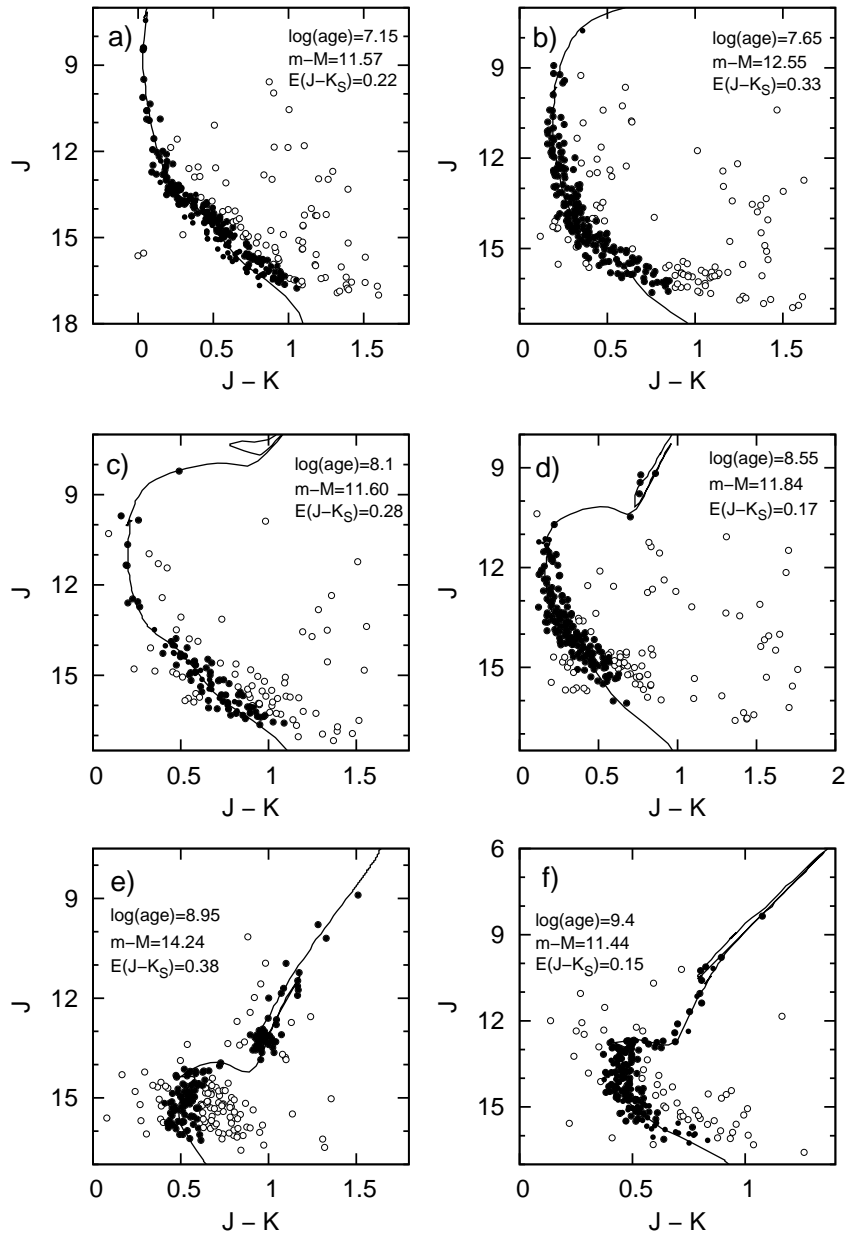 a)
log(age)=7.15
m−M=11.57
E(J-K_S)=0.22
9
12
15
18
J
0
0.5
1
1.5
J − K
b)
log(age)=7.65
m−M=12.55
E(J-K_S)=0.33
9
12
15
J
0
0.5
1
1.5
J − K
c)
log(age)=8.1
m−M=11.60
E(J-K_S)=0.28
9
12
15
J
0
0.5
1
1.5
J − K
d)
log(age)=8.55
m−M=11.84
E(J-K_S)=0.17
9
12
15
J
0
0.5
1
1.5
2
J − K
e)
log(age)=8.95
m−M=14.24
E(J-K_S)=0.38
9
12
15
J
0
0.5
1
1.5
J − K
f)
log(age)=9.4
m−M=11.44
E(J-K_S)=0.15
6
9
12
15
J
0
0.5
1
J − K